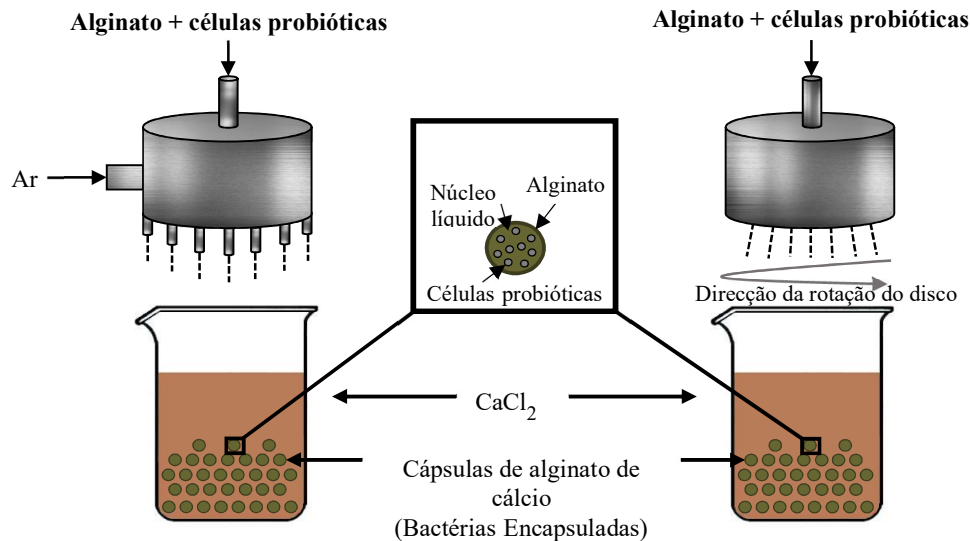 Alginato + células probióticas
Alginato + células probióticas
Ar
Núcleo
líquido
Alginato
Células probióticas
Direcção da rotação do disco
CaCl2
Cápsulas de alginato de
cálcio
(Bactérias Encapsuladas)